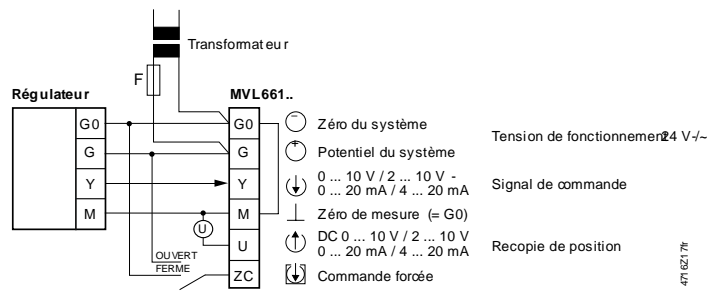 Transformateur
F
Régulateur
MVL661..
G0
G0
Zéro du système
Tension de fonctionnement24 V-/~
G
G
Potentiel du système
Y
Y
0 ... 10 V / 2 ... 10 V -
0 ... 20 mA / 4 ... 20 mA
Signal de commande
M
M
Zéro de mesure (= G0)
U
U
DC 0 ... 10 V / 2 ... 10 V
0 ... 20 mA / 4 ... 20 mA
Recopie de position
OUVERT
FERME
ZC
Commande forcée
4716Z17fr